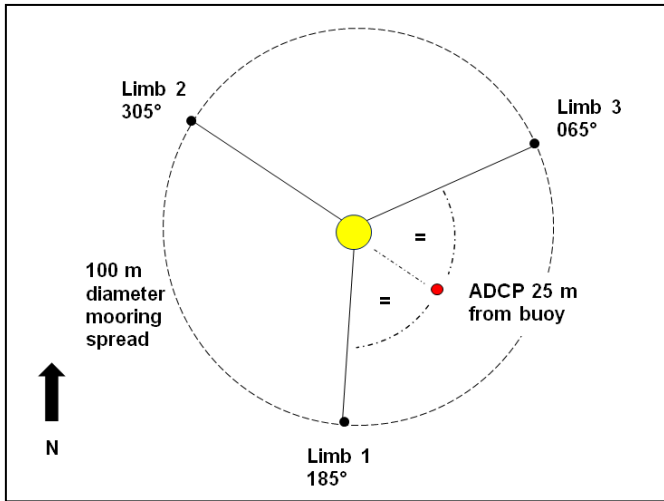 Limb 2
305°
Limb 3
065°
=
=
100 m
diameter
mooring
spread
ADCP 25 m
from buoy
N
Limb 1
185°